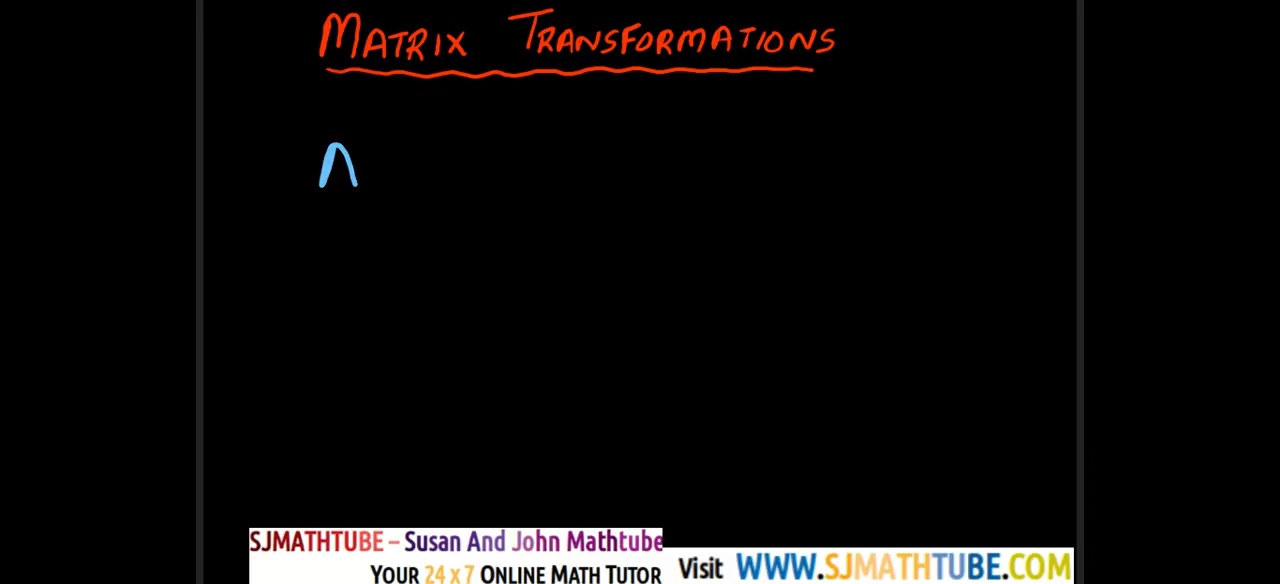 MATRIX TRANSFORMATIONS
SJMATHTUBE – Susan And John Mathtube
YOUR 24 x 7 ONLINE MATH TUTOR
Visit WWW.SJMATHTUBE.COM